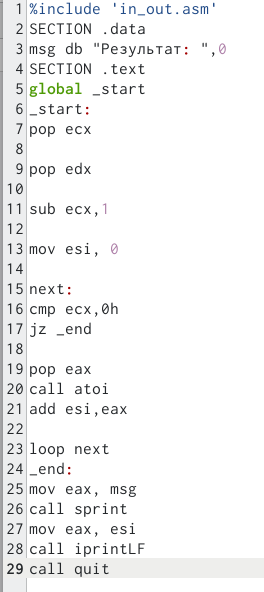 1 %include 'in_out.asm'
2 SECTION .data
3 msg db "Результат: ",0
4 SECTION .text
5 global _start
6 _start:
7 pop ecx
8
9 pop edx
10
11 sub ecx,1
12
13 mov esi, 0
14
15 next:
16 cmp ecx,0h
17 jz _end
18
19 pop eax
20 call atoi
21 add esi,eax
22
23 loop next
24 _end:
25 mov eax, msg
26 call sprint
27 mov eax, esi
28 call iprintLF
29 call quit